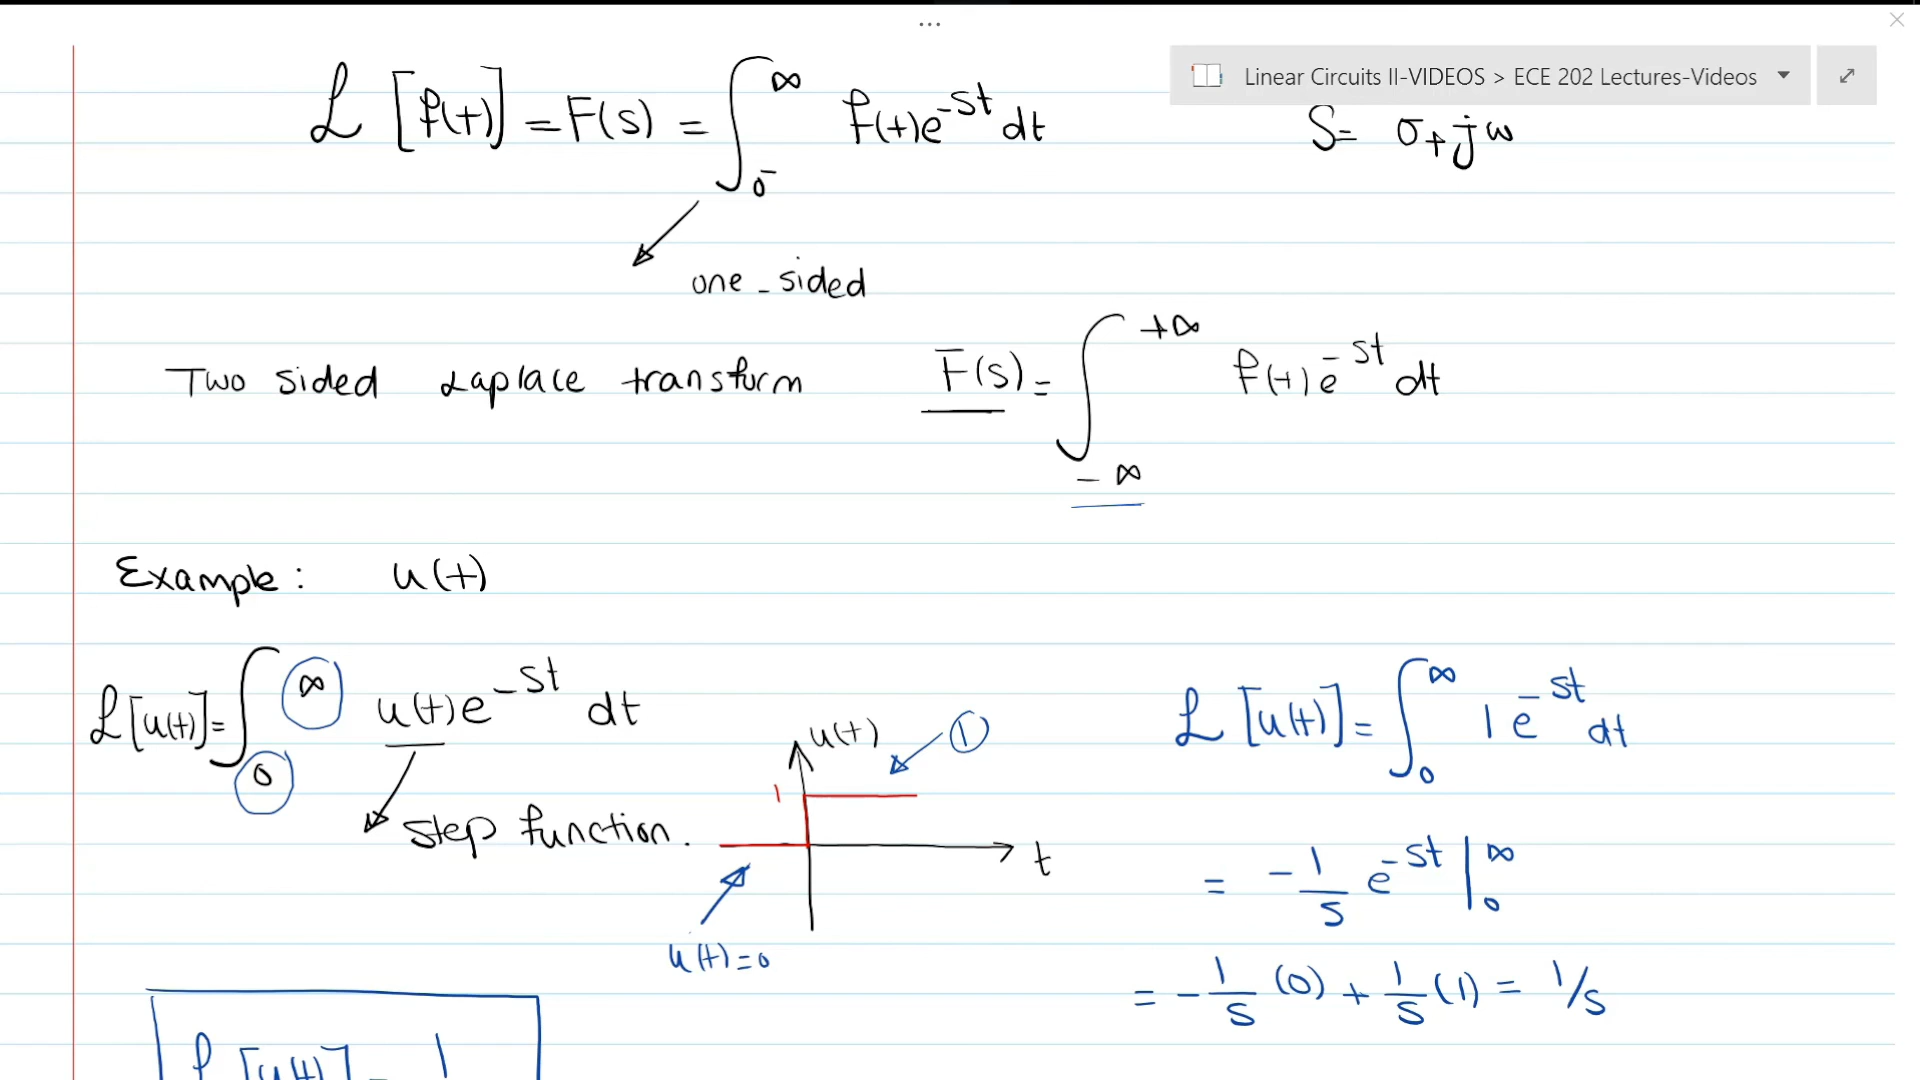 ...
Linear Circuits II-VIDEOS > ECE 202 Lectures-Videos
ℒ [f(t)] = F(s) = ∫_{0⁻}^{∞} f(t)e^{-st} dt    S = σ+jω
one-sided
Two sided Laplace transform    F(s) = ∫_{-∞}^{+∞} f(t) e^{-st} dt
Example : u(t)
ℒ[u(t)] = ∫_{0}^{∞} u(t)e^{-st} dt
step function.
u(t)
1
1
t
u(t)=0
ℒ [u(t)] = ∫_{0}^{∞} 1 e^{-st} dt
= -1/s e^{-st} |_{0}^{∞}
= -1/s (0) + 1/s (1) = 1/s
ℒ [u(t)] = 1